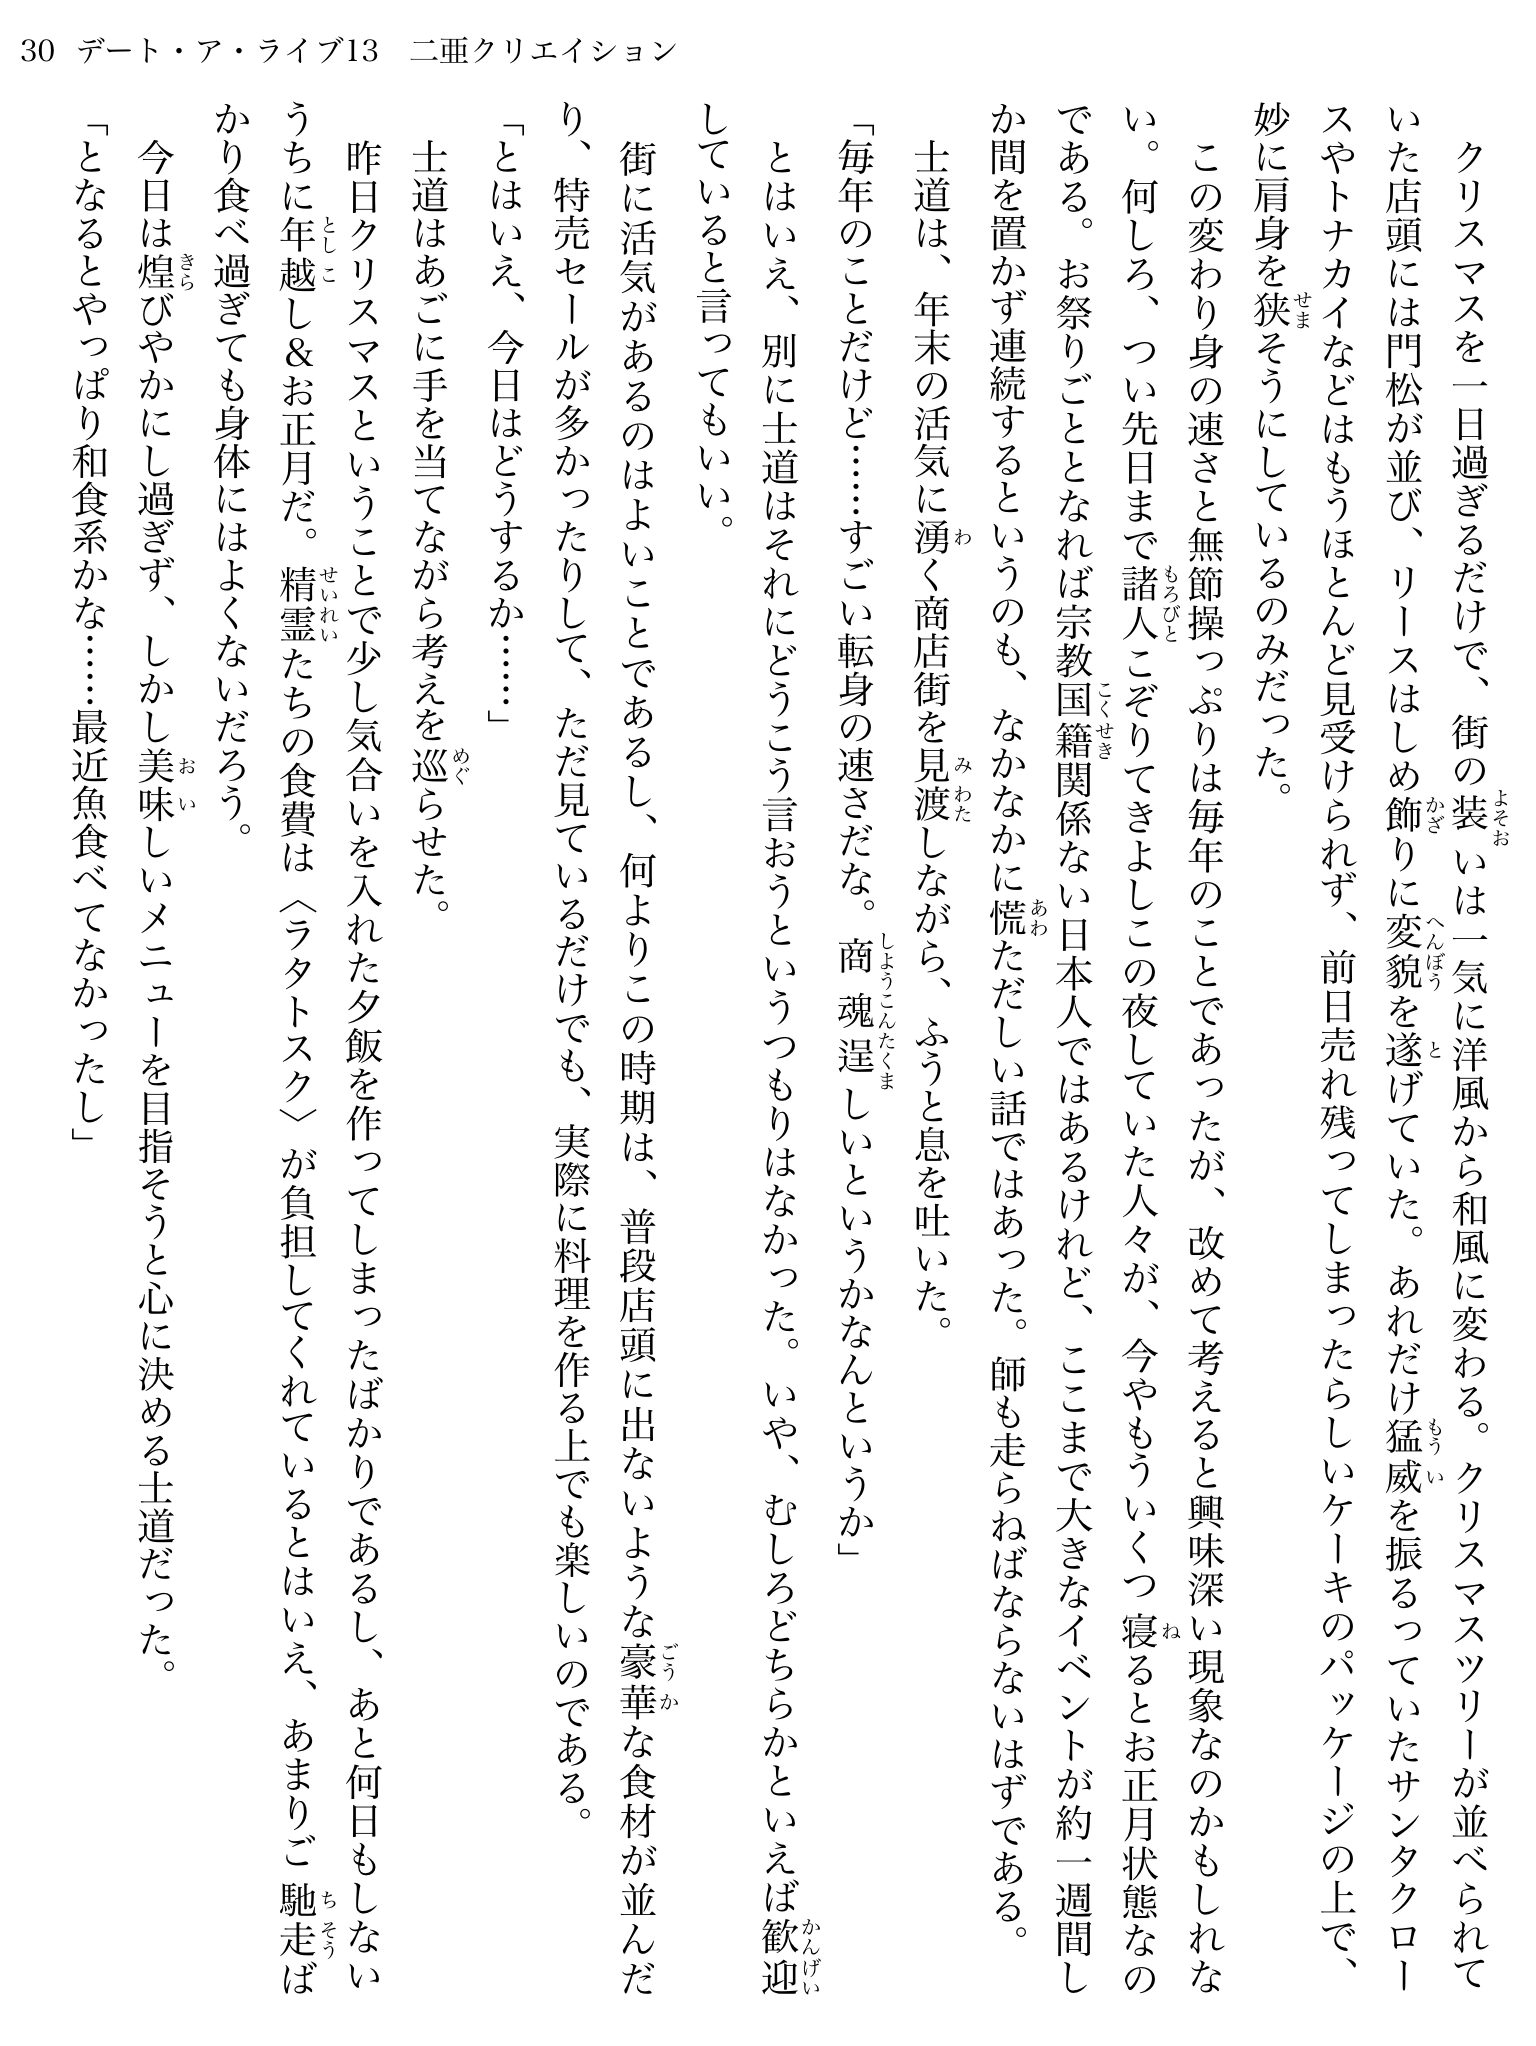 30 デート・ア・ライブ13　二亜クリエイション
　クリスマスを一日過ぎるだけで、街の装いは一気に洋風から和風に変わる。クリスマスツリーが並べられて
いた店頭には門松が並び、リースはしめ飾りに変貌を遂げていた。あれだけ猛威を振るっていたサンタクロー
スやトナカイなどはもうほとんど見受けられず、前日売れ残ってしまったらしいケーキのパッケージの上で、
妙に肩身を狭そうにしているのみだった。
　この変わり身の速さと無節操っぷりは毎年のことであったが、改めて考えると興味深い現象なのかもしれな
い。何しろ、つい先日まで諸人こぞりてきよしこの夜していた人々が、今やもういくつ寝るとお正月状態なの
である。お祭りごととなれば宗教国籍関係ない日本人ではあるけれど、ここまで大きなイベントが約一週間し
か間を置かず連続するというのも、なかなかに慌ただしい話ではあった。師も走らねばならないはずである。
　士道は、年末の活気に湧く商店街を見渡しながら、ふうと息を吐いた。
「毎年のことだけど……すごい転身の速さだな。商魂逞しいというかなんというか」
　とはいえ、別に士道はそれにどうこう言おうというつもりはなかった。いや、むしろどちらかといえば歓迎
していると言ってもいい。
　街に活気があるのはよいことであるし、何よりこの時期は、普段店頭に出ないような豪華な食材が並んだ
り、特売セールが多かったりして、ただ見ているだけでも、実際に料理を作る上でも楽しいのである。
「とはいえ、今日はどうするか……」
　士道はあごに手を当てながら考えを巡らせた。
　昨日クリスマスということで少し気合いを入れた夕飯を作ってしまったばかりであるし、あと何日もしない
うちに年越し＆お正月だ。精霊たちの食費は〈ラタトスク〉が負担してくれているとはいえ、あまりご馳走ば
かり食べ過ぎても身体にはよくないだろう。
　今日は煌びやかにし過ぎず、しかし美味しいメニューを目指そうと心に決める士道だった。
「となるとやっぱり和食系かな……最近魚食べてなかったし」